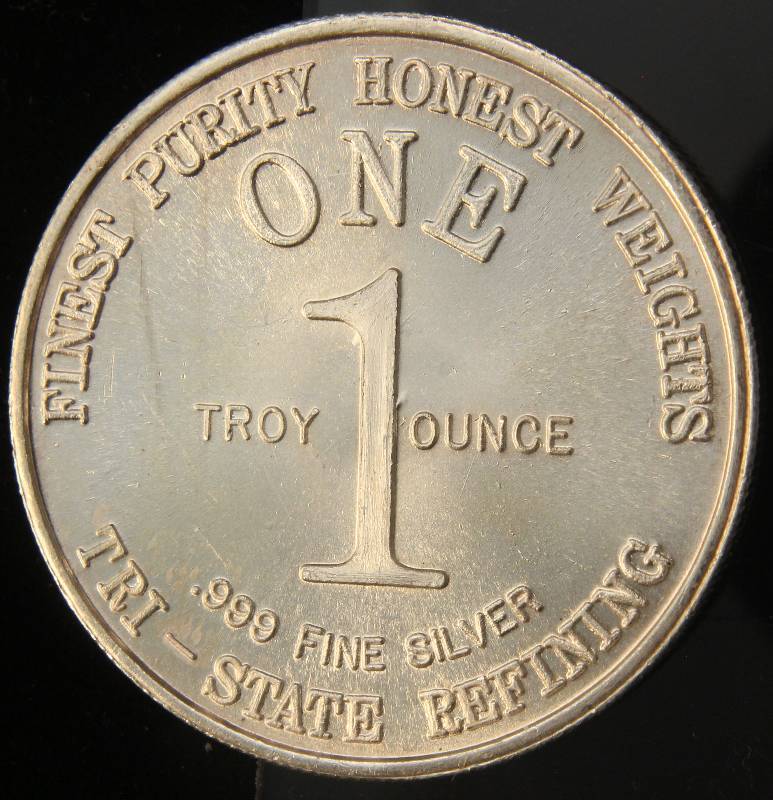 FINEST PURITY HONEST WEIGHTS
ONE
1
TROY OUNCE
.999 FINE SILVER
TRI-STATE REFINING